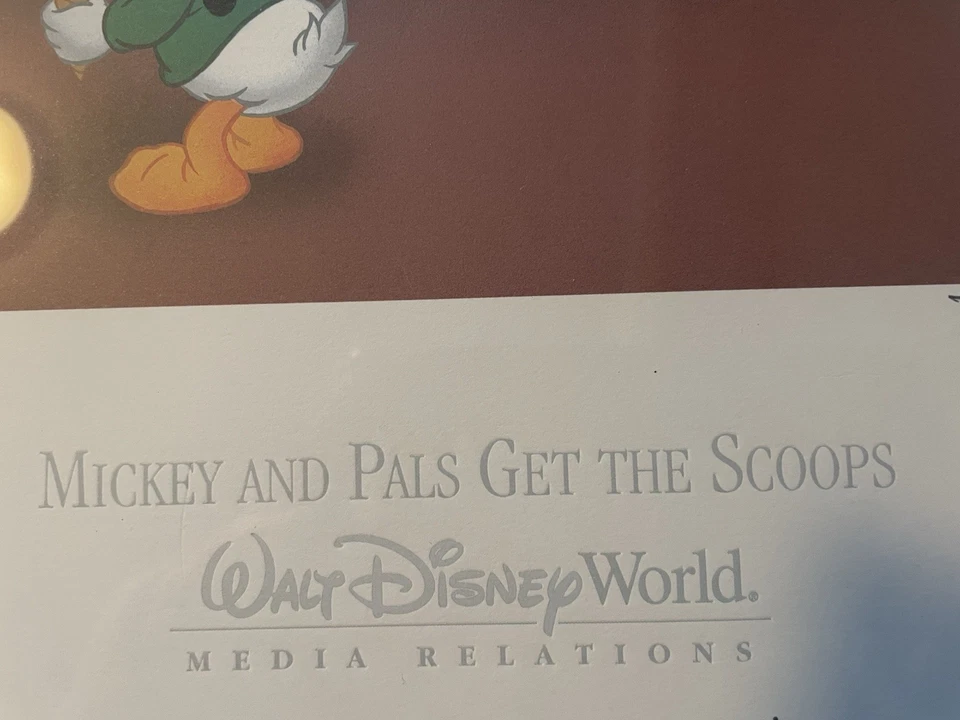 Mickey and Pals Get the Scoops
Walt Disney World®
MEDIA RELATIONS